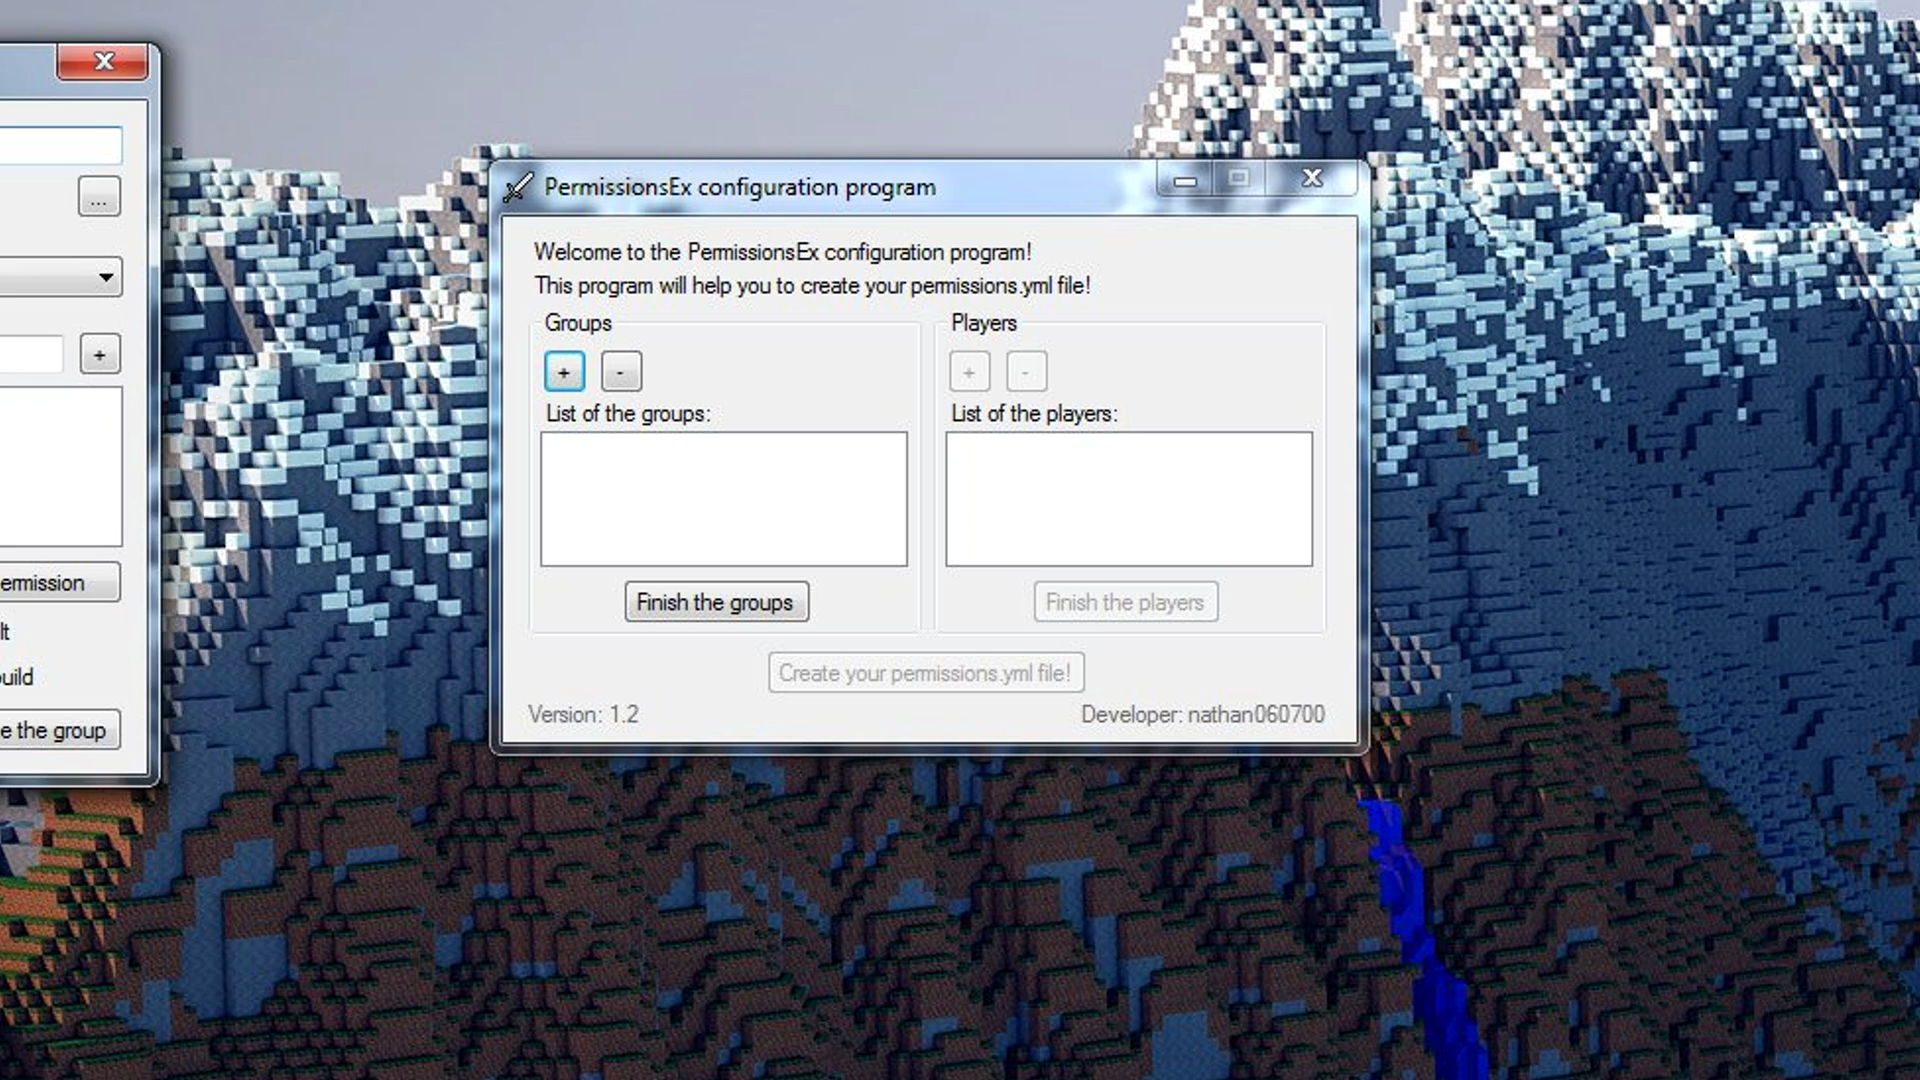 ...
+
ermission
lt
uild
e the group
PermissionsEx configuration program
Welcome to the PermissionsEx configuration program!
This program will help you to create your permissions.yml file!
Groups
+ -
List of the groups:
Finish the groups
Players
+ -
List of the players:
Finish the players
Create your permissions.yml file!
Version: 1.2
Developer: nathan060700